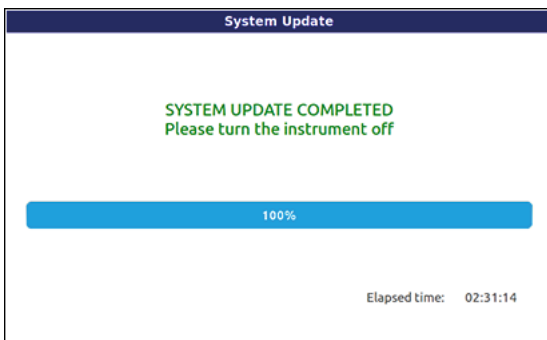 System Update
SYSTEM UPDATE COMPLETED
Please turn the instrument off
100%
Elapsed time: 02:31:14